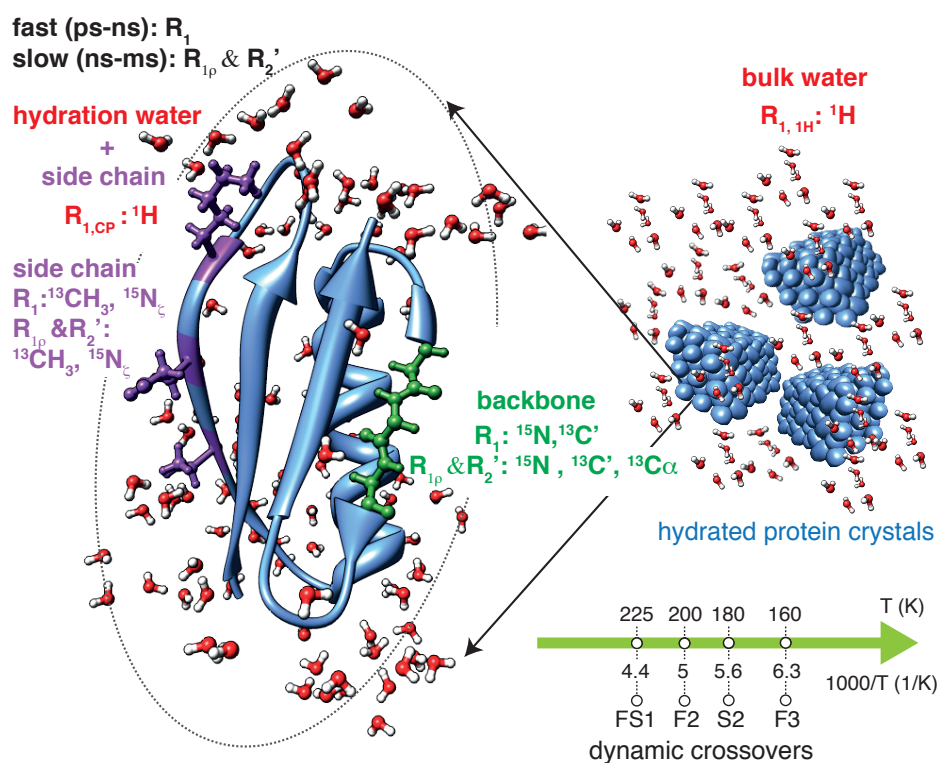 fast (ps-ns): R₁
slow (ns-ms): R₁ρ & R₂’
hydration water
+
side chain
R₁,CP : ¹H
side chain
R₁:¹³CH₃, ¹⁵Nζ
R₁ρ&R₂’:
¹³CH₃, ¹⁵Nζ
backbone
R₁: ¹⁵N,¹³C’
R₁ρ&R₂’: ¹⁵N , ¹³C’, ¹³Cα
bulk water
R₁, ₁H: ¹H
hydrated protein crystals
225 200 180 160 T (K)
4.4 5 5.6 6.3 1000/T (1/K)
FS1 F2 S2 F3
dynamic crossovers